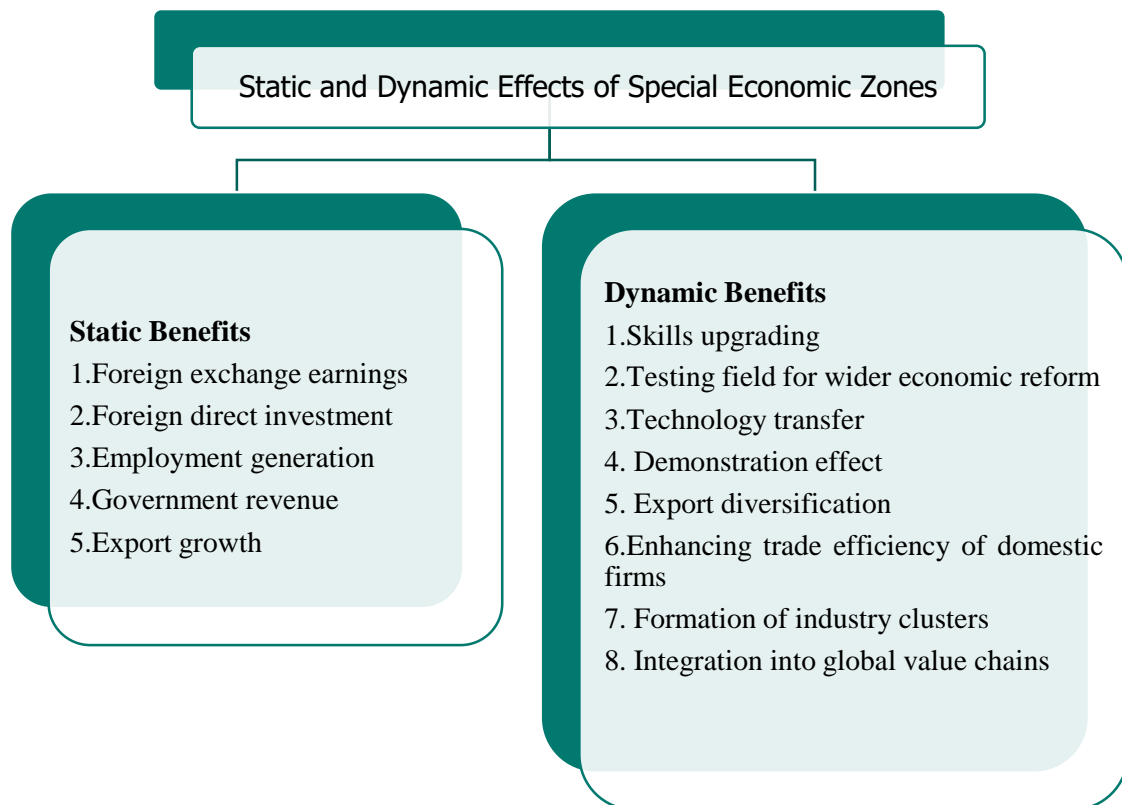 Static and Dynamic Effects of Special Economic Zones
Static Benefits
1.Foreign exchange earnings
2.Foreign direct investment
3.Employment generation
4.Government revenue
5.Export growth
Dynamic Benefits
1.Skills upgrading
2.Testing field for wider economic reform
3.Technology transfer
4. Demonstration effect
5. Export diversification
6.Enhancing trade efficiency of domestic
firms
7. Formation of industry clusters
8. Integration into global value chains